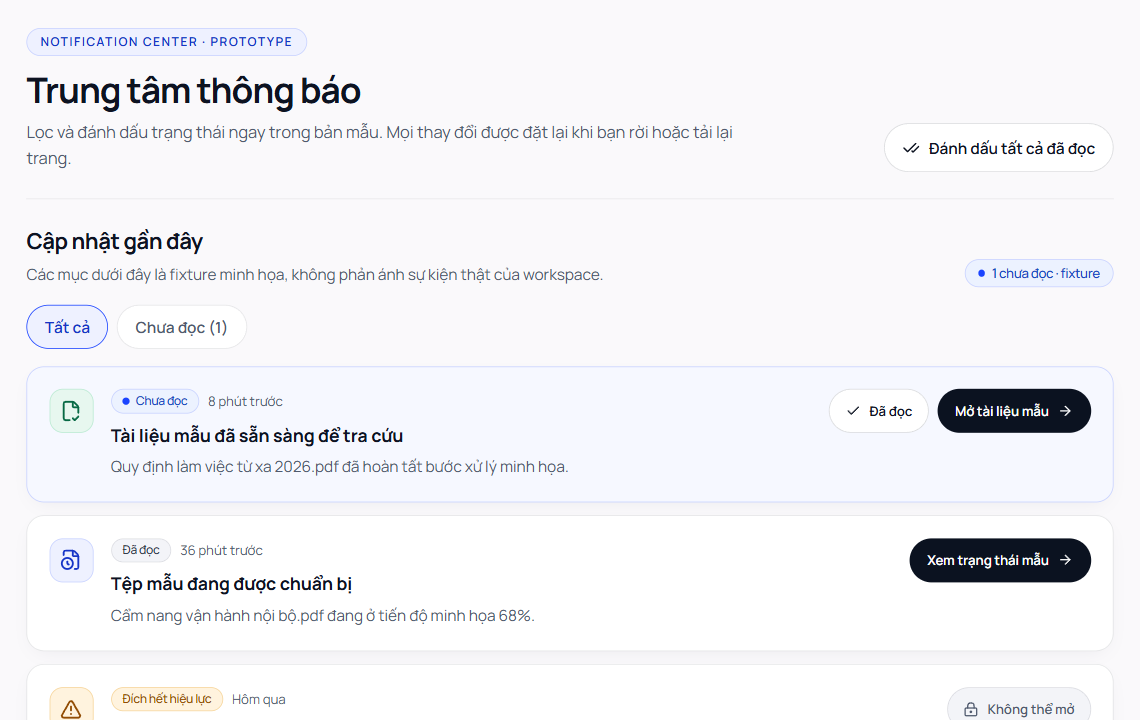 NOTIFICATION CENTER · PROTOTYPE
Trung tâm thông báo
Lọc và đánh dấu trạng thái ngay trong bản mẫu. Mọi thay đổi được đặt lại khi bạn rời hoặc tải lại
trang.
Đánh dấu tất cả đã đọc
Cập nhật gần đây
Các mục dưới đây là fixture minh họa, không phản ánh sự kiện thật của workspace.
1 chưa đọc · fixture
Tất cả
Chưa đọc (1)
Chưa đọc
8 phút trước
Đã đọc
Mở tài liệu mẫu
Tài liệu mẫu đã sẵn sàng để tra cứu
Quy định làm việc từ xa 2026.pdf đã hoàn tất bước xử lý minh họa.
Đã đọc
36 phút trước
Xem trạng thái mẫu
Tệp mẫu đang được chuẩn bị
Cẩm nang vận hành nội bộ.pdf đang ở tiến độ minh họa 68%.
Đích hết hiệu lực
Hôm qua
Không thể mở